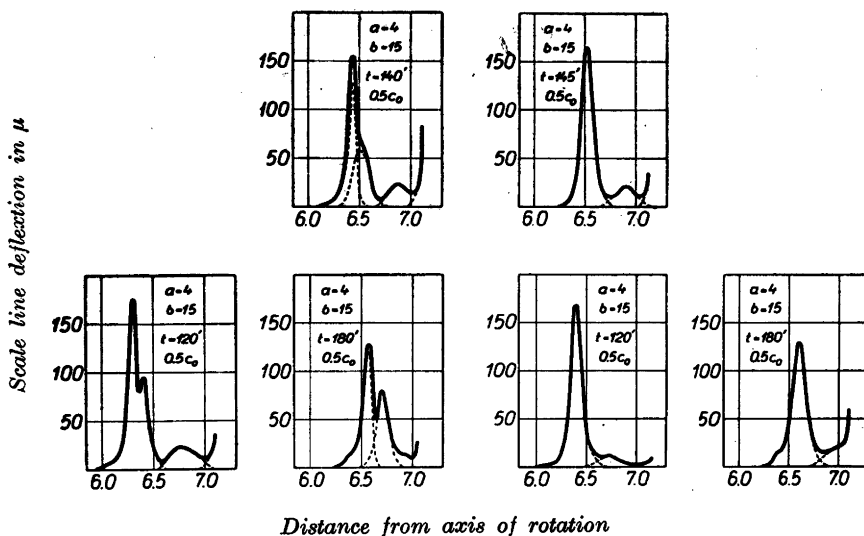 Scale line deflextion in μ
150
100
50
a=4
b=15
t=140'
0.5c₀
6.0 6.5 7.0
150
100
50
a=4
b=15
t=145'
0.5c₀
6.0 6.5 7.0
150
100
50
a=4
b=15
t=120'
0.5c₀
6.0 6.5 7.0
150
100
50
a=4
b=15
t=180'
0.5c₀
6.0 6.5 7.0
150
100
50
a=4
b=15
t=120'
0.5c₀
6.0 6.5 7.0
150
100
50
a=4
b=15
t=180'
0.5c₀
6.0 6.5 7.0
Distance from axis of rotation